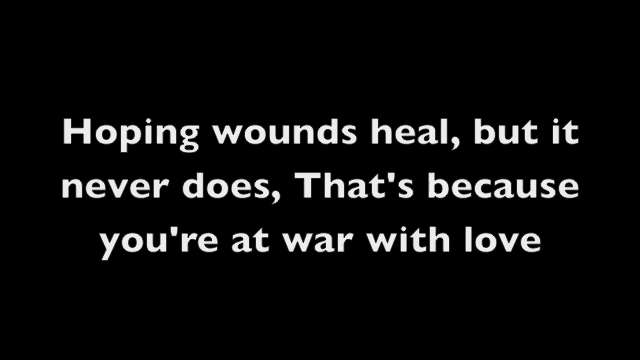 Hoping wounds heal, but it
never does, That's because
you're at war with love